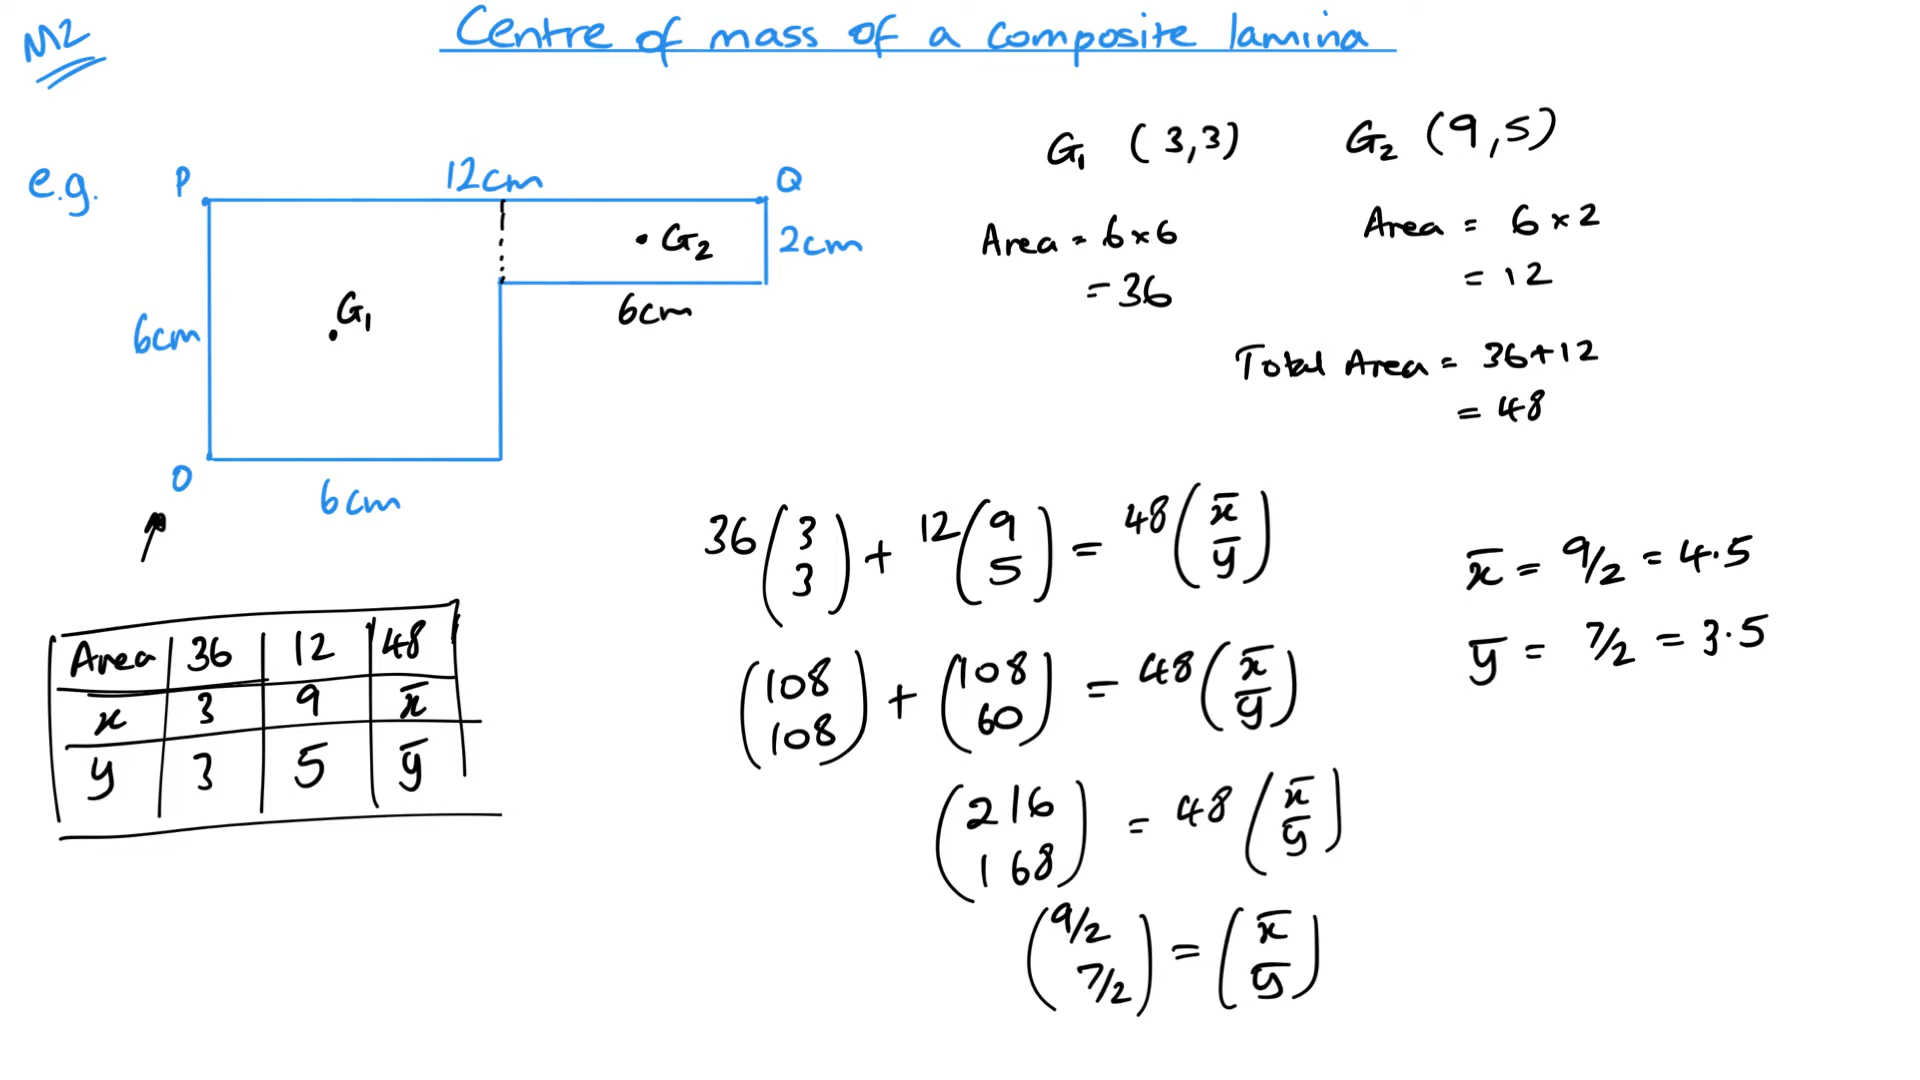 M2
Centre of mass of a composite lamina
e.g.
P 12cm Q
G₂ 2cm
6cm
G₁
6cm
O
6cm
G₁ (3,3) G₂ (9,5)
Area = 6×6
= 36
Area = 6×2
= 12
Total Area = 36+12
= 48
Area 36 12 48
x 3 9 x̄
y 3 5 ȳ
36(3 3) + 12(9 5) = 48(x̄ ȳ)
(108 108) + (108 60) = 48(x̄ ȳ)
(216 168) = 48(x̄ ȳ)
(9/2 7/2) = (x̄ ȳ)
x̄ = 9/2 = 4.5
ȳ = 7/2 = 3.5